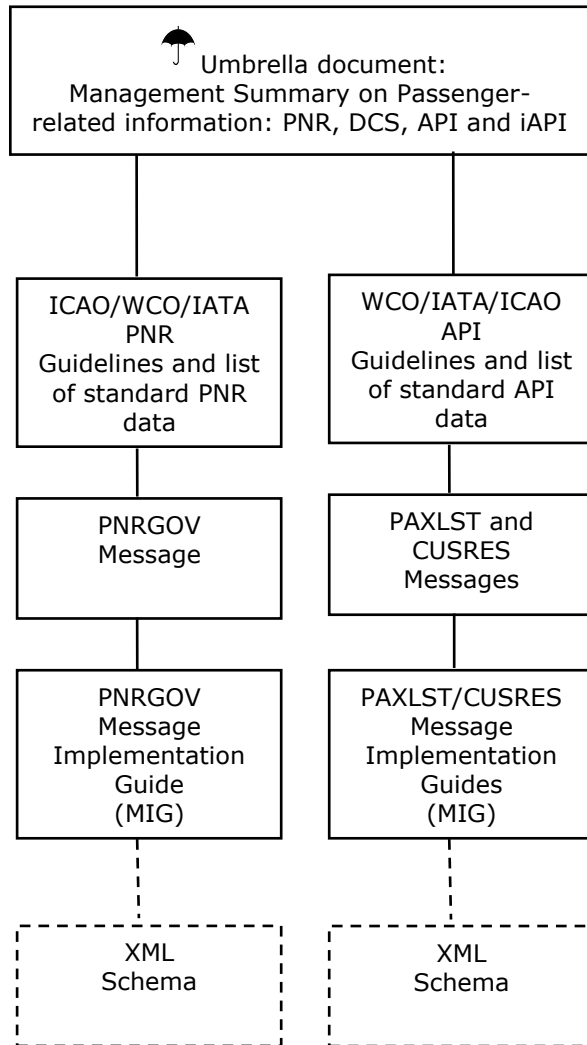 Umbrella document:
Management Summary on Passenger-
related information: PNR, DCS, API and iAPI
ICAO/WCO/IATA
PNR
Guidelines and list
of standard PNR
data
WCO/IATA/ICAO
API
Guidelines and list
of standard API
data
PNRGOV
Message
PAXLST and
CUSRES
Messages
PNRGOV
Message
Implementation
Guide
(MIG)
PAXLST/CUSRES
Message
Implementation
Guides
(MIG)
XML
Schema
XML
Schema